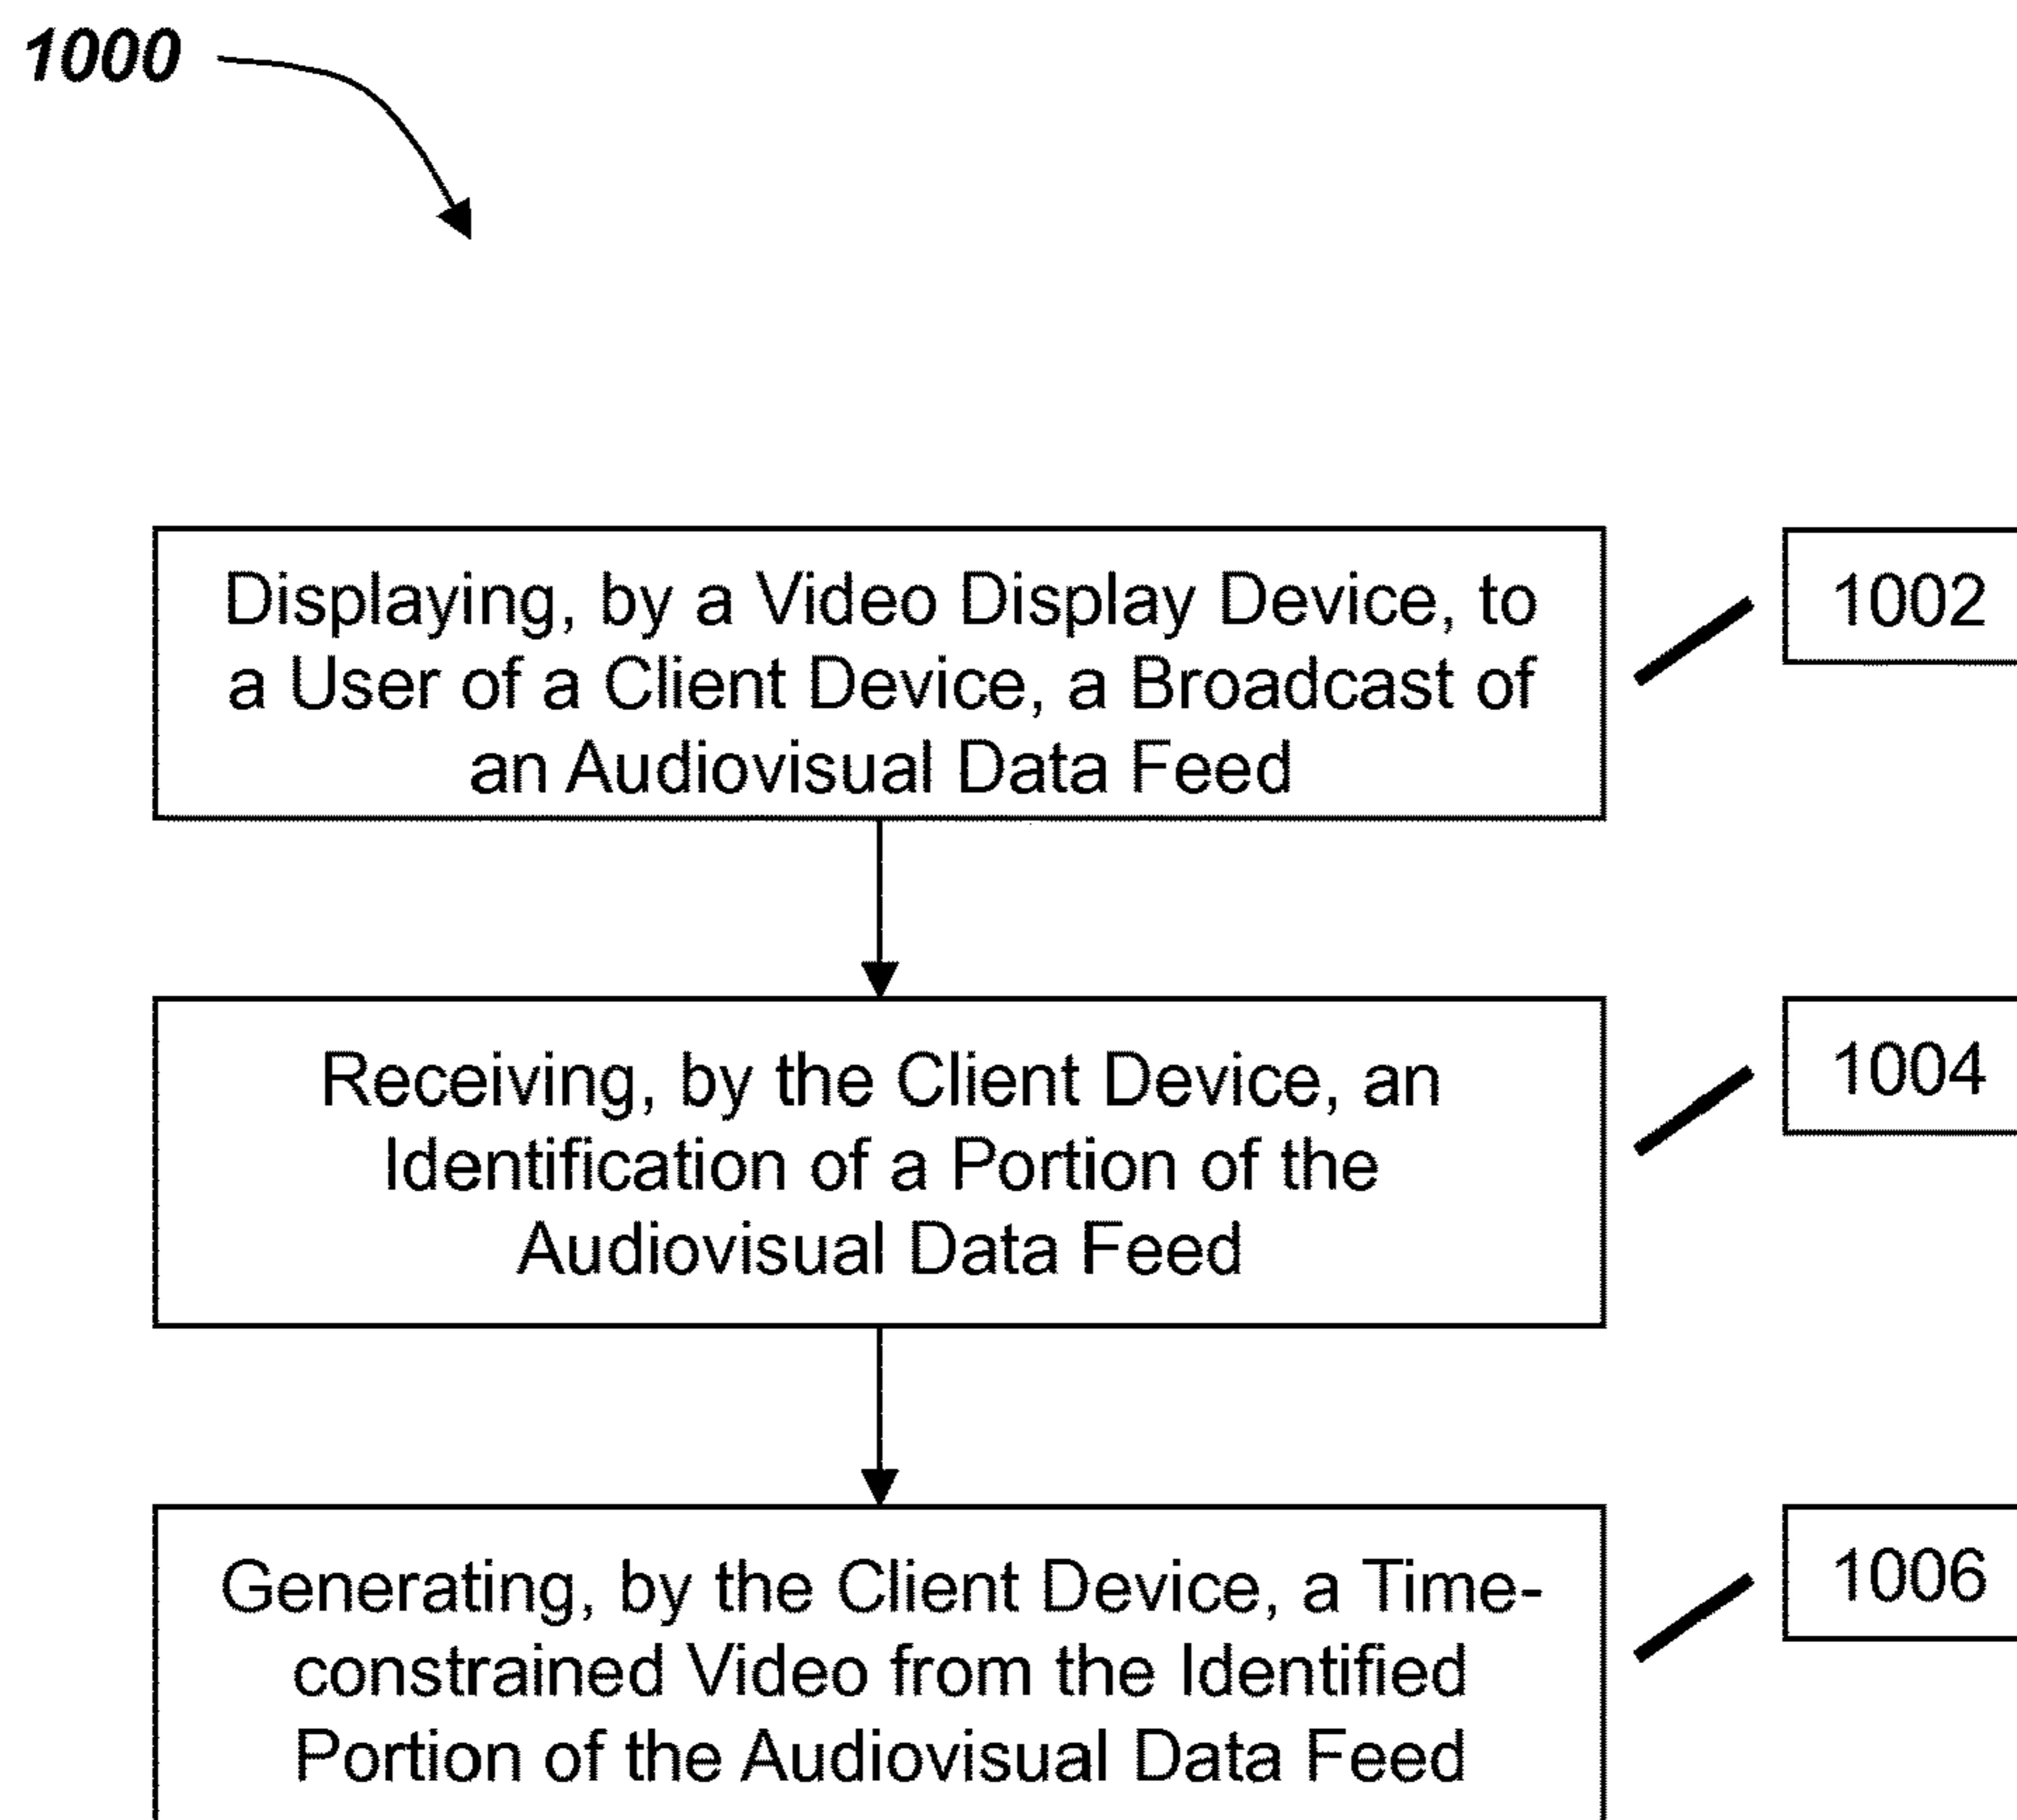 1000
Displaying, by a Video Display Device, to
a User of a Client Device, a Broadcast of
an Audiovisual Data Feed
1002
Receiving, by the Client Device, an
Identification of a Portion of the
Audiovisual Data Feed
1004
Generating, by the Client Device, a Time-
constrained Video from the Identified
Portion of the Audiovisual Data Feed
1006